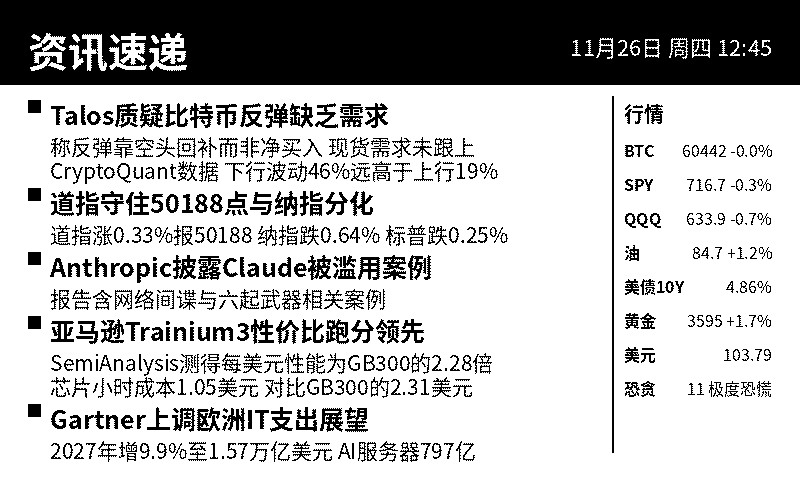 资讯速递
11月26日 周四 12:45
Talos质疑比特币反弹缺乏需求
称反弹靠空头回补而非净买入 现货需求未跟上
CryptoQuant数据 下行波动46%远高于上行19%
道指守住50188点与纳指分化
道指涨0.33%报50188 纳指跌0.64% 标普跌0.25%
Anthropic披露Claude被滥用案例
报告含网络间谍与六起武器相关案例
亚马逊Trainium3性价比跑分领先
SemiAnalysis测得每美元性能为GB300的2.28倍
芯片小时成本1.05美元 对比GB300的2.31美元
Gartner上调欧洲IT支出展望
2027年增9.9%至1.57万亿美元 AI服务器797亿
行情
BTC 60442 -0.0%
SPY 716.7 -0.3%
QQQ 633.9 -0.7%
油 84.7 +1.2%
美债10Y 4.86%
黄金 3595 +1.7%
美元 103.79
恐贪 11 极度恐慌